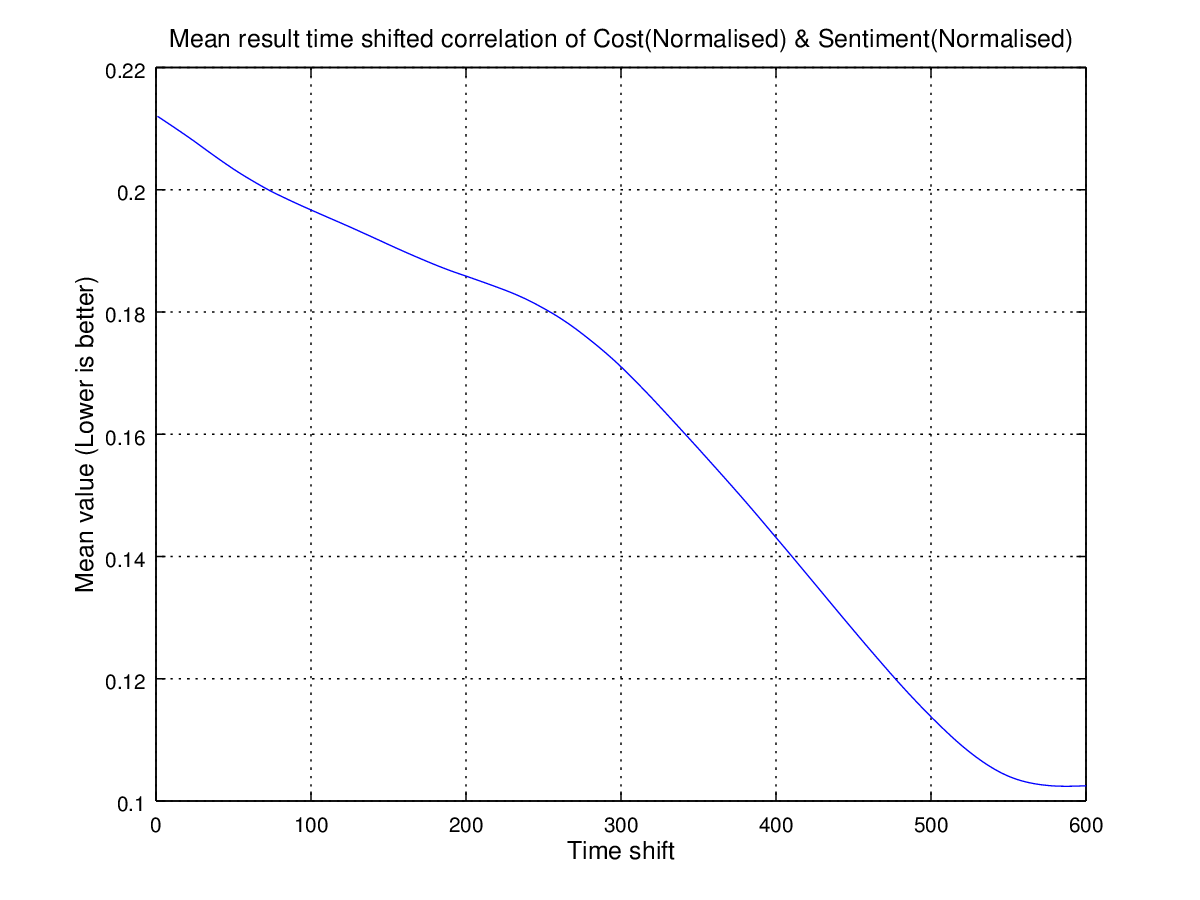 Mean result time shifted correlation of Cost(Normalised) & Sentiment(Normalised)
0.22
0.2
0.18
0.16
0.14
0.12
0.1
Mean value (Lower is better)
0 100 200 300 400 500 600
Time shift